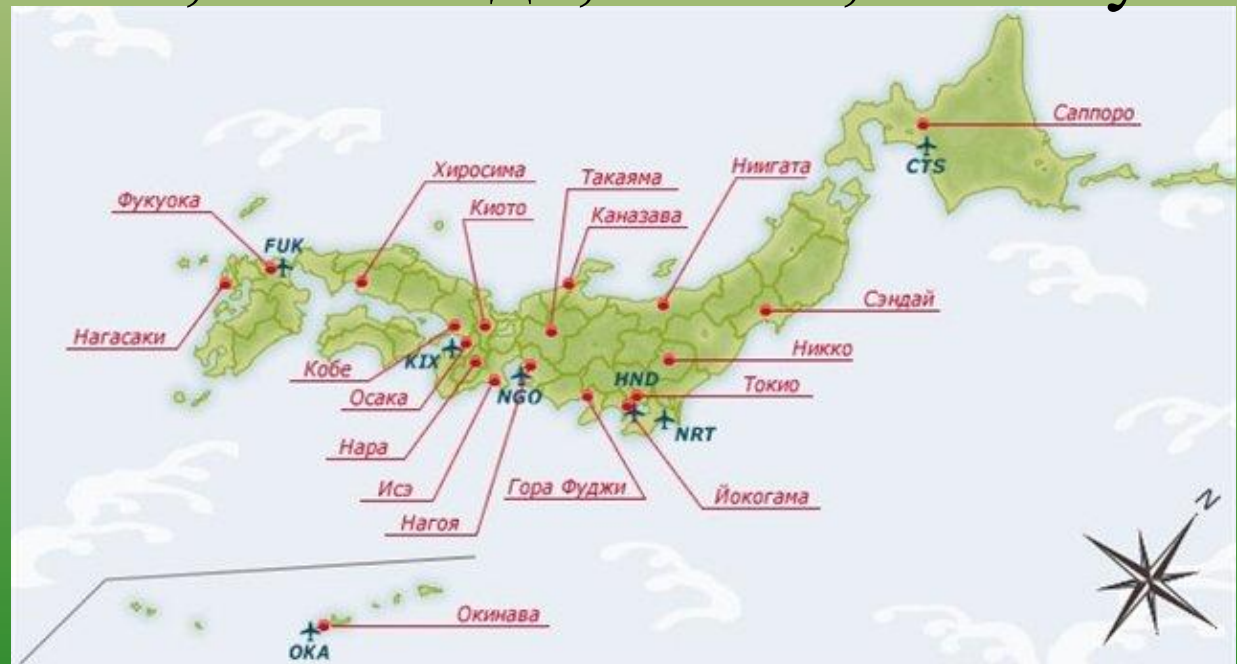 Саппоро
CTS
Хиросима
Такаяма
Ниигата
Фукуока
Киото
Каназава
FUK
Сэндай
Нагасаки
Кобе
KIX
Никко
Осака
NGO
HND
Токио
NRT
Нара
Исэ
Гора Фуджи
Йокогама
Нагоя
N
Окинава
OKA